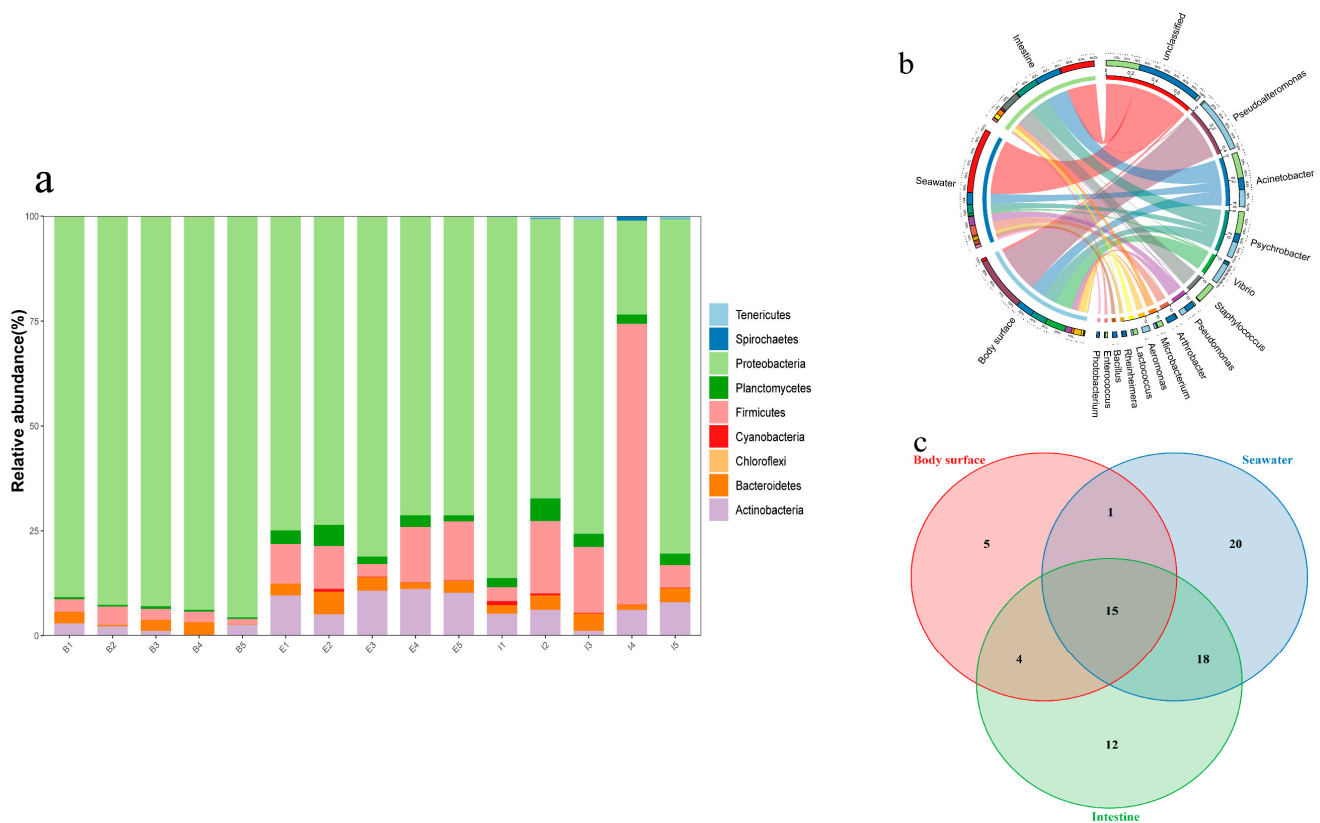 a
Relative abundance(%)
100
75
50
25
0
B1
B2
B3
B4
B5
E1
E2
E3
E4
E5
I1
I2
I3
I4
I5
Tenericutes
Spirochaetes
Proteobacteria
Planctomycetes
Firmicutes
Cyanobacteria
Chloroflexi
Bacteroidetes
Actinobacteria
b
Intestine
unclassified
Pseudoalteromonas
Acinetobacter
Psychrobacter
Vibrio
Staphylococcus
Pseudomonas
Arthrobacter
Microbacterium
Aeromonas
Lactococcus
Rheinheimera
Bacillus
Enterococcus
Photobacterium
Body surface
Seawater
c
Body surface
Seawater
1
5
20
15
4
18
12
Intestine